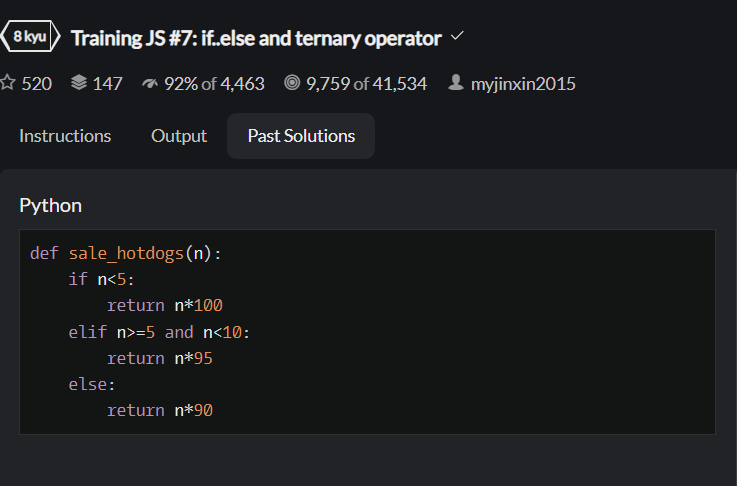 8 kyu Training JS #7: if..else and ternary operator
520 147 92% of 4,463 9,759 of 41,534 myjinxin2015
Instructions Output Past Solutions
Python
def sale_hotdogs(n):
    if n<5:
        return n*100
    elif n>=5 and n<10:
        return n*95
    else:
        return n*90